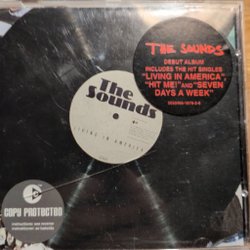 THE SOUNDS
DEBUT ALBUM
INCLUDES THE HIT SINGLES
"LIVING IN AMERICA"
"HIT ME!" AND "SEVEN
DAYS A WEEK"
The
Sounds
LIVING IN AMERICA
COPY PROTECTED